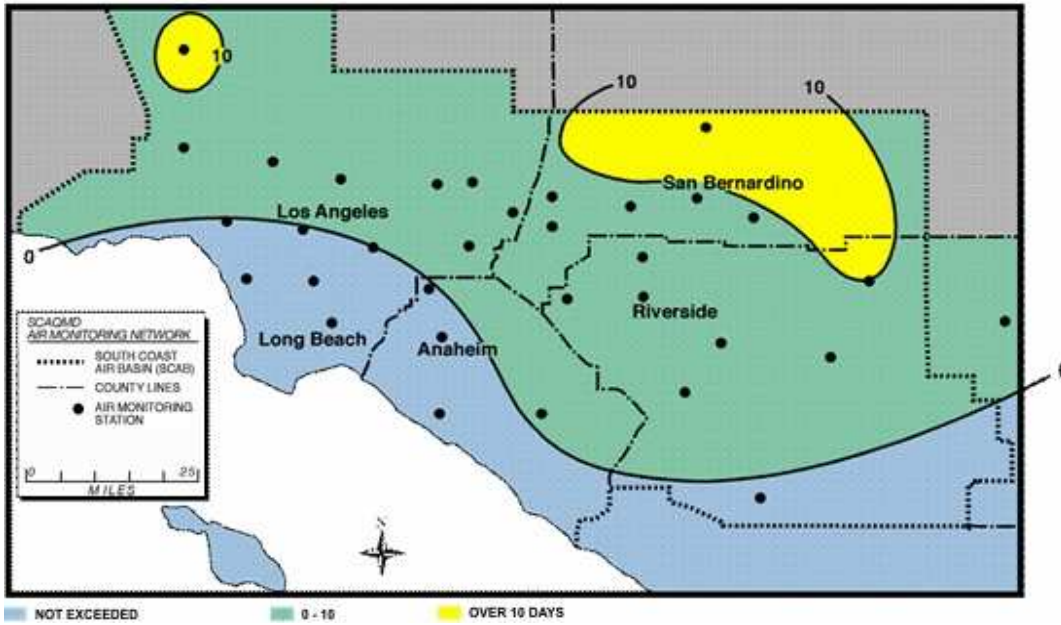 10
10
10
San Bernardino
Los Angeles
0
Riverside
Long Beach
Anaheim
SCAQMD
AIR MONITORING NETWORK
SOUTH COAST
AIR BASIN (SCAB)
COUNTY LINES
AIR MONITORING
STATION
0 25
MILES
NOT EXCEEDED
0 - 10
OVER 10 DAYS